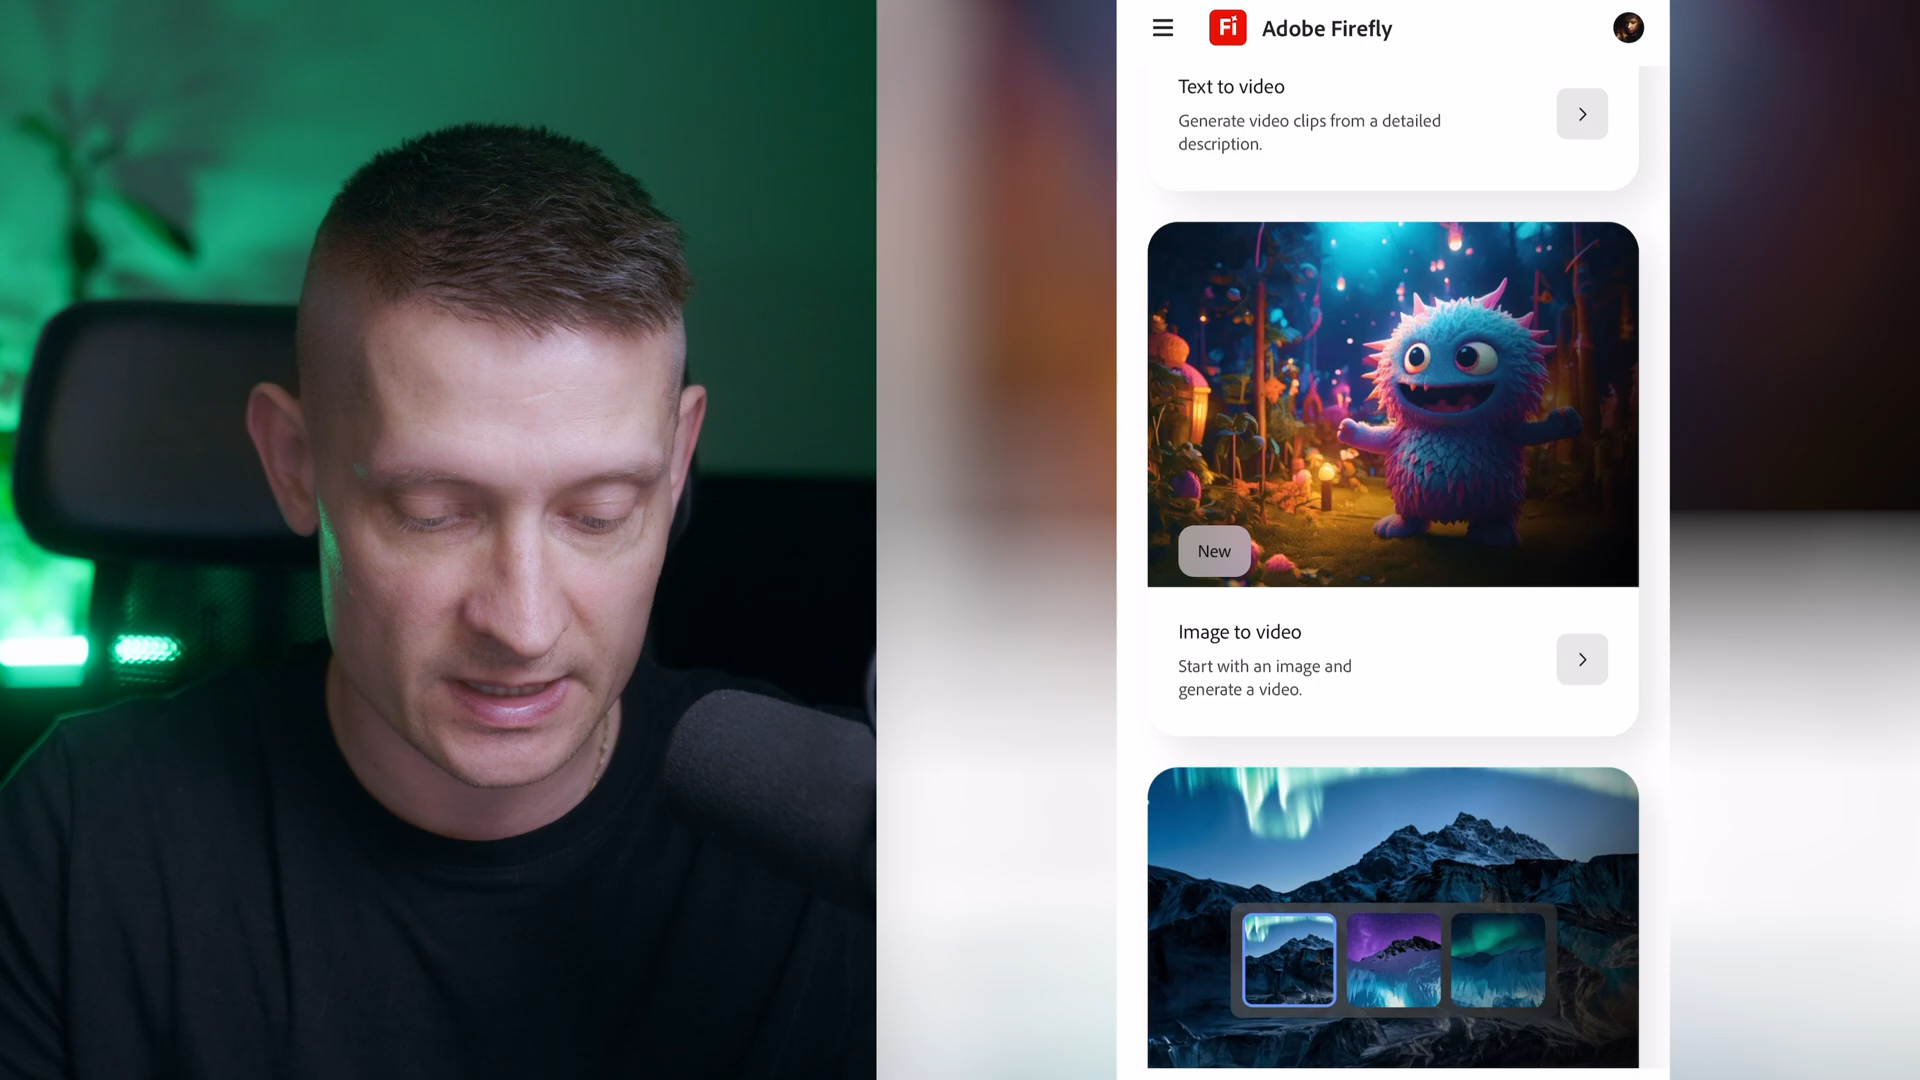 Fi Adobe Firefly
Text to video
Generate video clips from a detailed
description.
New
Image to video
Start with an image and
generate a video.